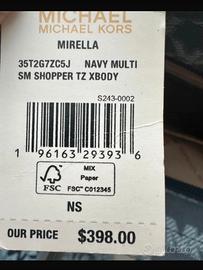 MICHAEL
MICHAEL KORS
MIRELLA
35T2G7ZC5J NAVY MULTI
SM SHOPPER TZ XBODY
S243-0002
1 96163 29393 6
FSC
MIX
Paper
FSC™ C012345
NS
OUR PRICE $398.00